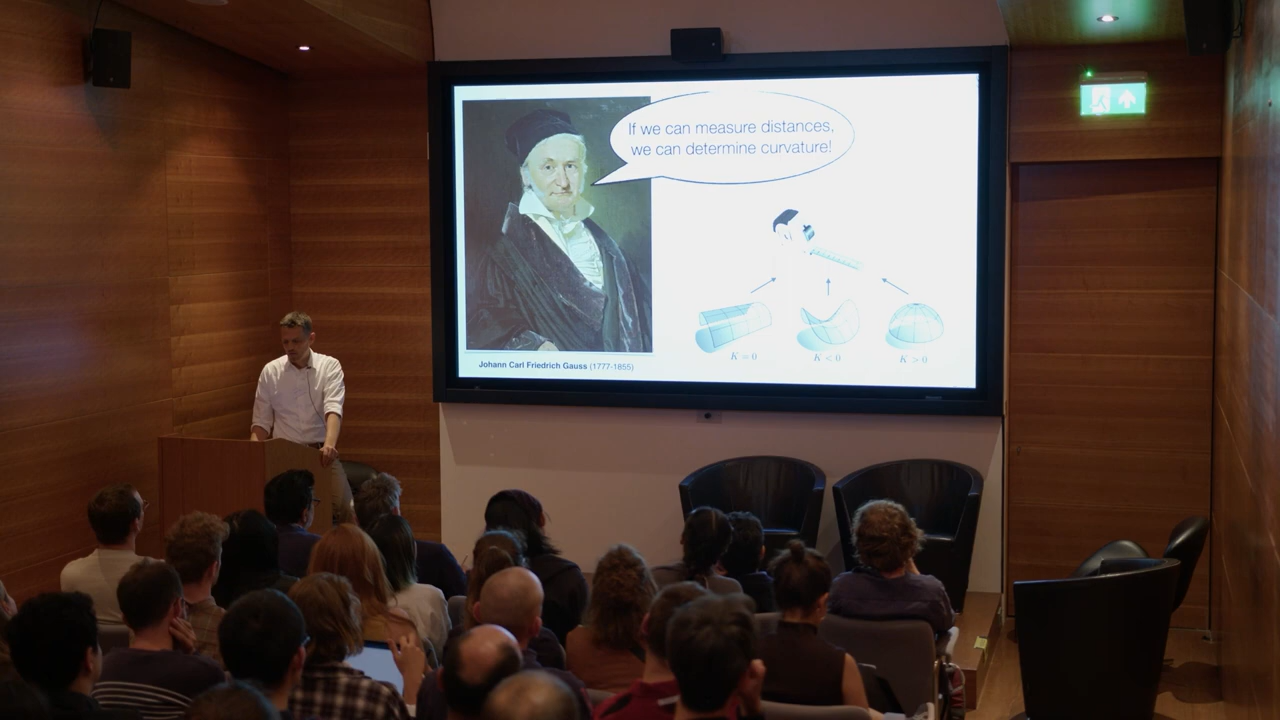 If we can measure distances,
we can determine curvature!
K = 0
K < 0
K > 0
Johann Carl Friedrich Gauss (1777-1855)